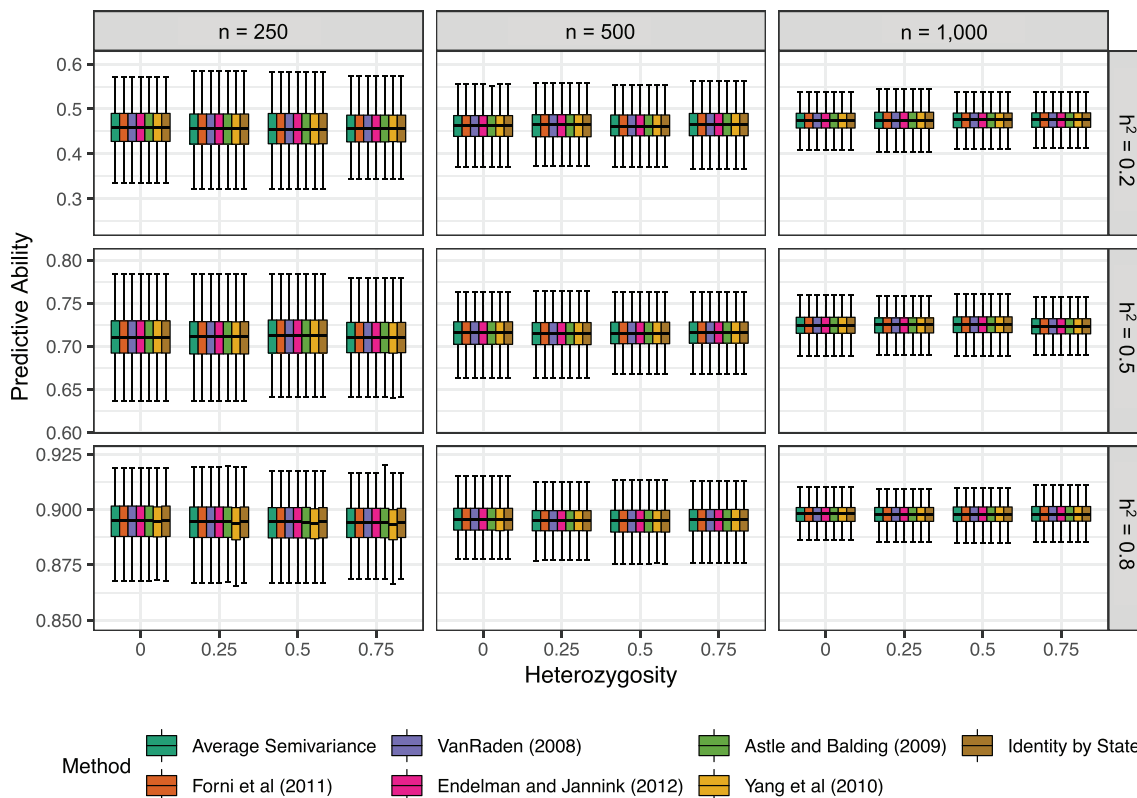 n = 250
n = 500
n = 1,000
0.6
0.5
0.4
0.3
h² = 0.2
0.80
0.75
0.70
0.65
0.60
h² = 0.5
0.925
0.900
0.875
0.850
h² = 0.8
Predictive Ability
0 0.25 0.50 0.75 0 0.25 0.50 0.75 0 0.25 0.50 0.75
Heterozygosity
Method
Average Semivariance VanRaden (2008) Astle and Balding (2009) Identity by State
Forni et al (2011) Endelman and Jannink (2012) Yang et al (2010)